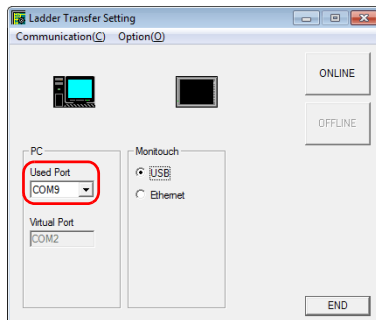 Ladder Transfer Setting
Communication(C) Option(O)
ONLINE
OFFLINE
PC
Used Port
COM9
Virtual Port
COM2
Monitouch
USB
Ethernet
END